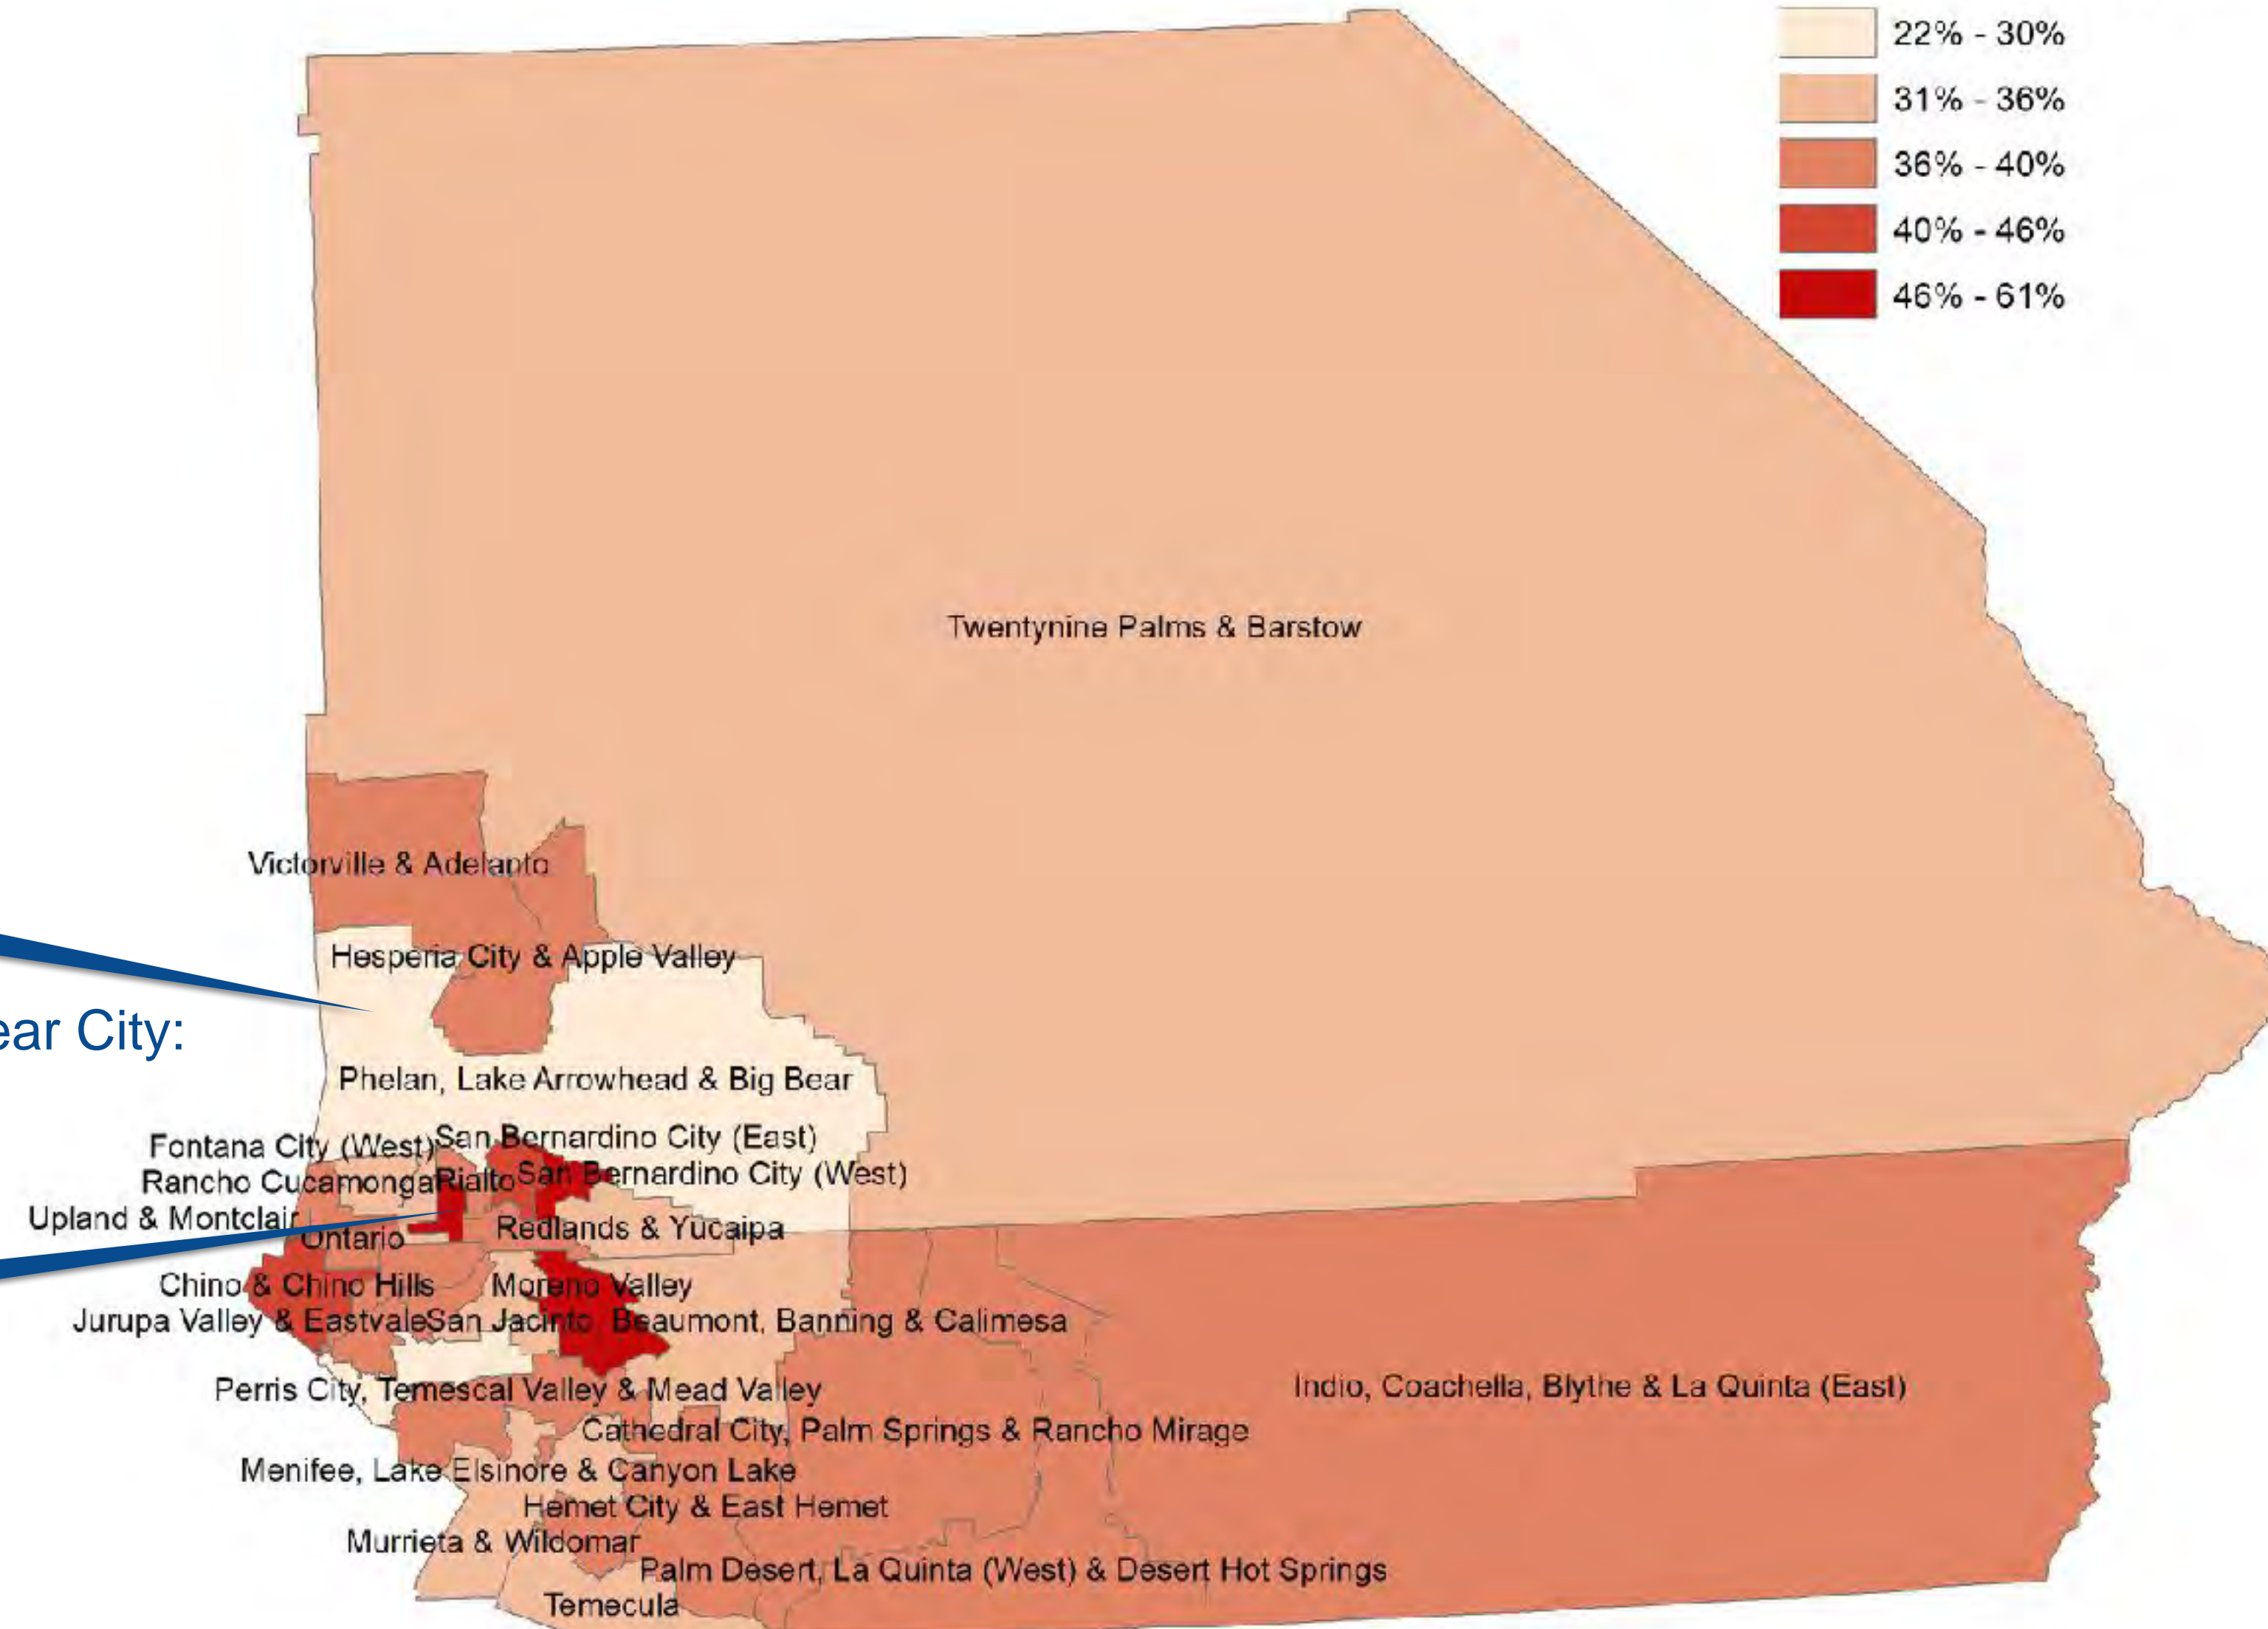 22% - 30%
31% - 36%
36% - 40%
40% - 46%
46% - 61%
Twentynine Palms & Barstow
Victorville & Adelanto
Hesperia City & Apple Valley
ear City:
Phelan, Lake Arrowhead & Big Bear
San Bernardino City (East)
Fontana City (West)
San Bernardino City (West)
Rancho Cucamonga
Rialto
Upland & Montclair
Redlands & Yucaipa
Ontario
Chino & Chino Hills
Moreno Valley
Jurupa Valley & Eastvale
San Jacinto, Beaumont, Banning & Calimesa
Perris City, Temescal Valley & Mead Valley
Indio, Coachella, Blythe & La Quinta (East)
Cathedral City, Palm Springs & Rancho Mirage
Menifee, Lake Elsinore & Canyon Lake
Hemet City & East Hemet
Murrieta & Wildomar
Palm Desert, La Quinta (West) & Desert Hot Springs
Temecula